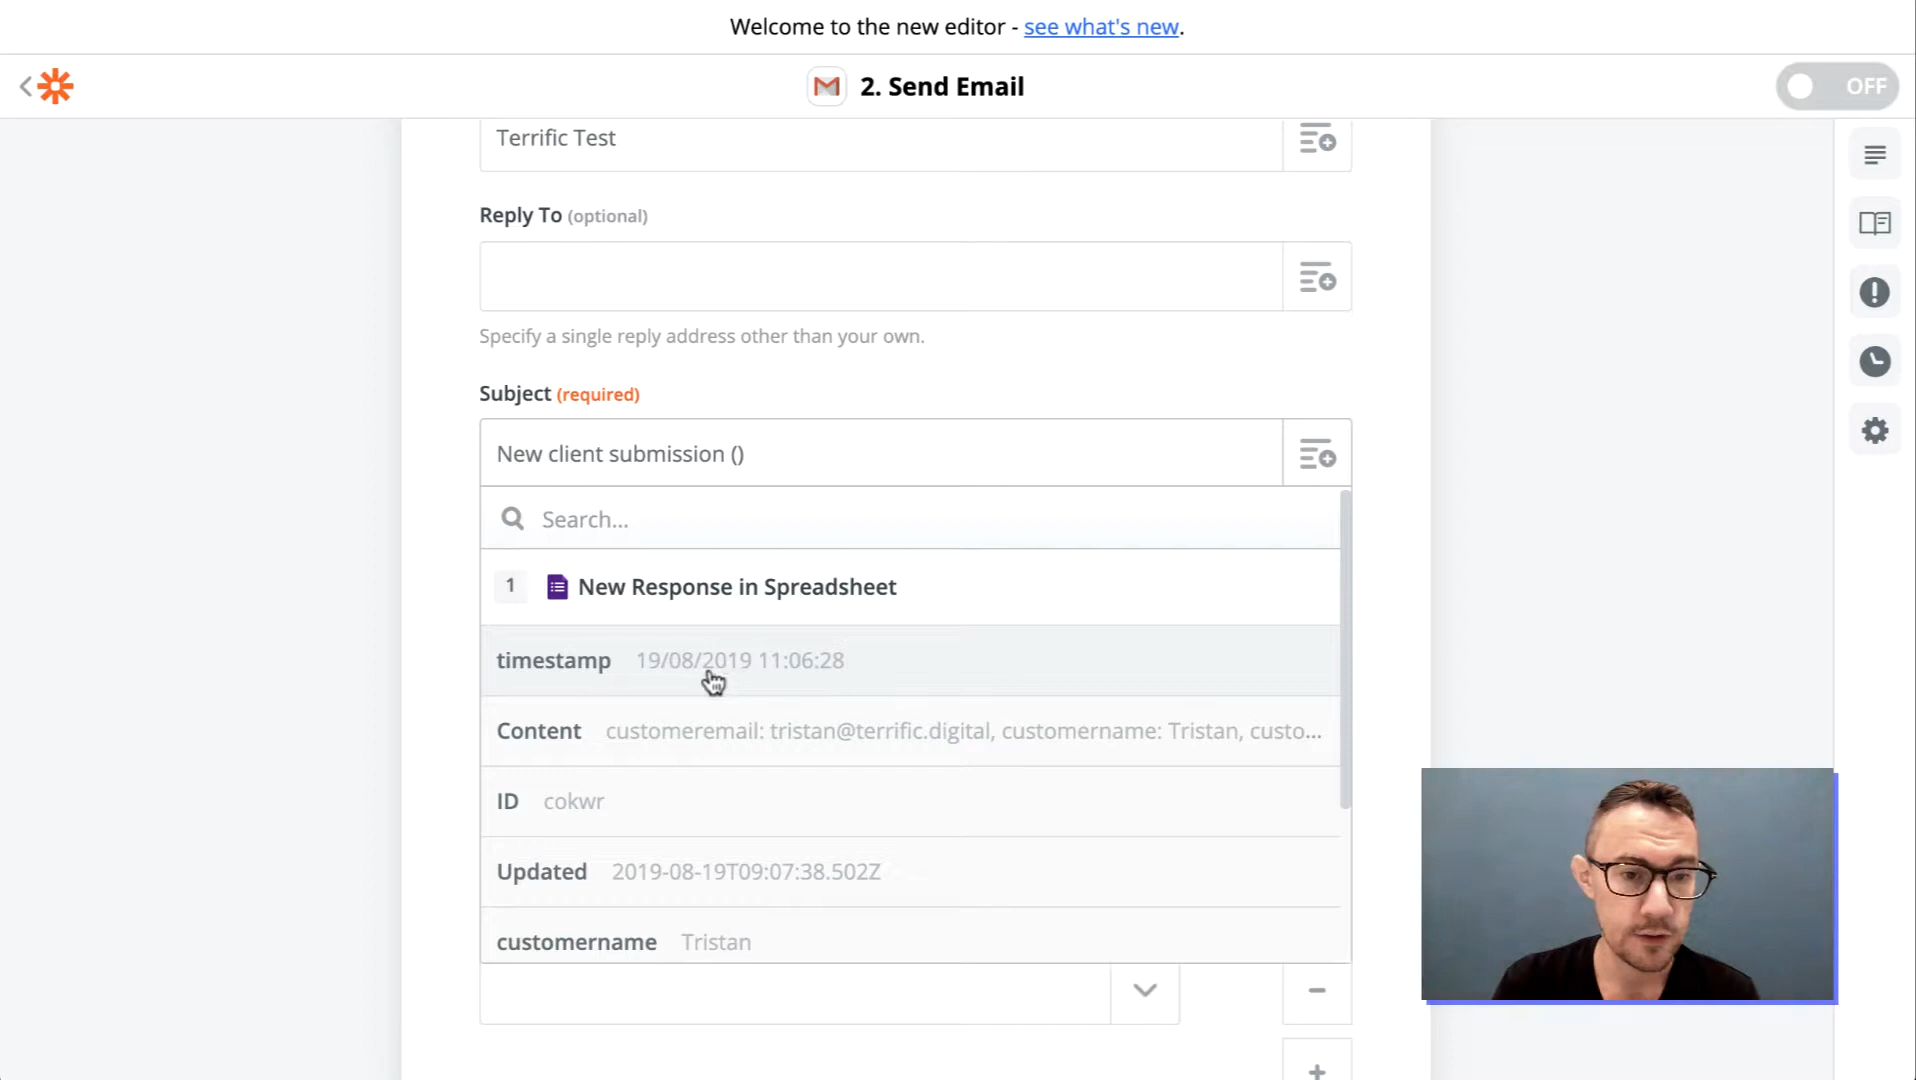 Welcome to the new editor - see what's new.
2. Send Email
OFF
Terrific Test
Reply To (optional)
Specify a single reply address other than your own.
Subject (required)
New client submission ()
Search...
1 New Response in Spreadsheet
timestamp 19/08/2019 11:06:28
Content customeremail: tristan@terrific.digital, customername: Tristan, custo...
ID cokwr
Updated 2019-08-19T09:07:38.502Z
customername Tristan